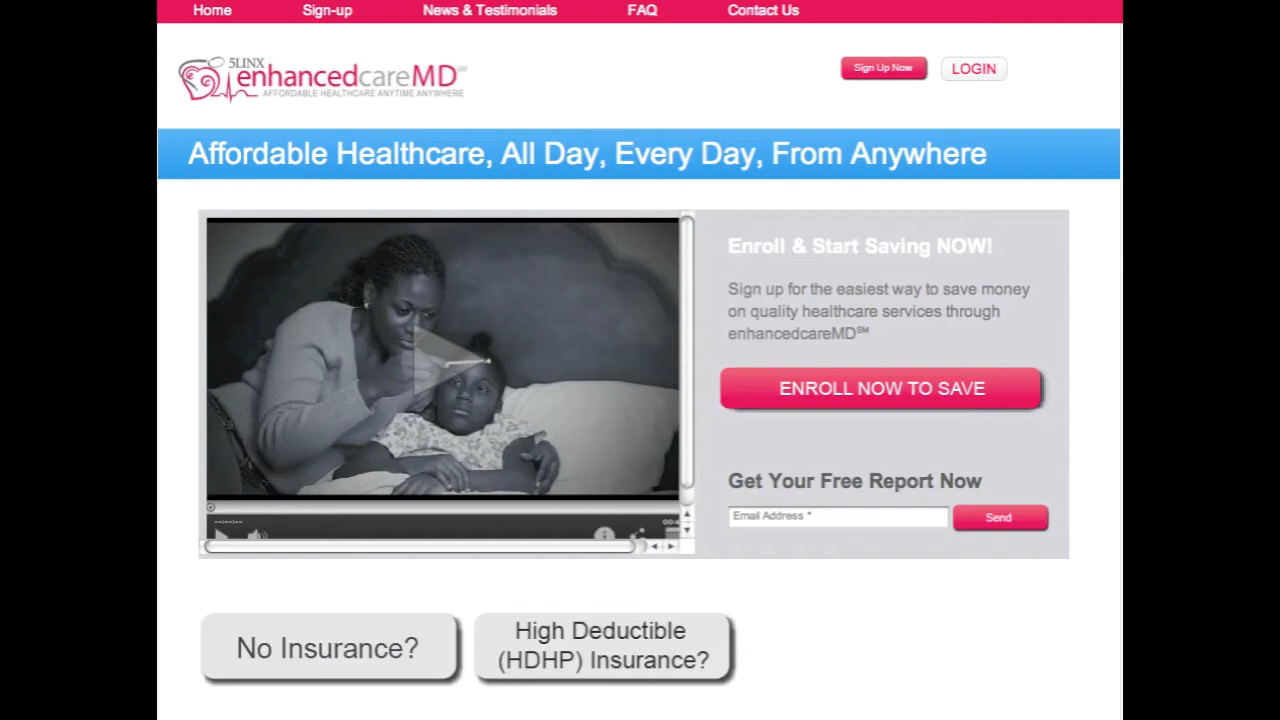 Home Sign-up News & Testimonials FAQ Contact Us
5LINX
enhancedcareMD℠
AFFORDABLE HEALTHCARE ANYTIME ANYWHERE
Sign Up Now LOGIN
Affordable Healthcare, All Day, Every Day, From Anywhere
Enroll & Start Saving NOW!
Sign up for the easiest way to save money
on quality healthcare services through
enhancedcareMD℠
ENROLL NOW TO SAVE
Get Your Free Report Now
Email Address * Send
--:--:--
No Insurance?
High Deductible
(HDHP) Insurance?